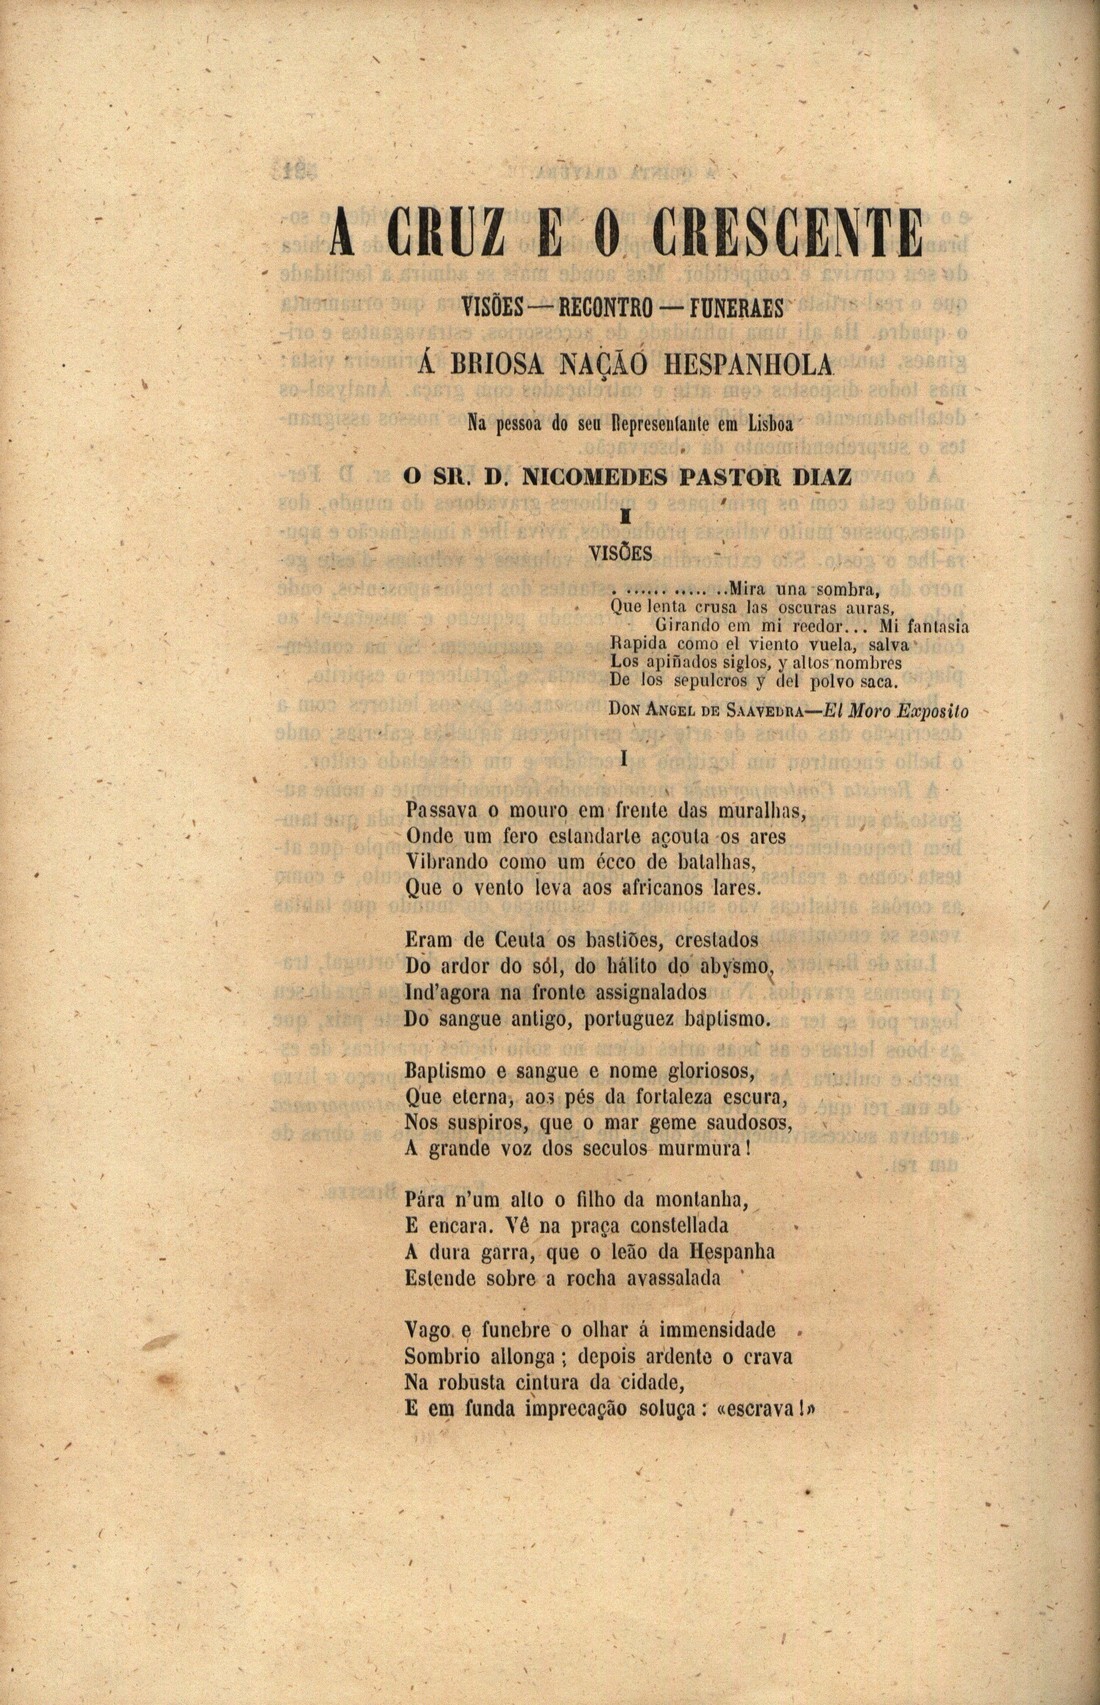 A CRUZ E O CRESCENTE
VISÕES — RECONTRO — FUNERAES
Á BRIOSA NAÇÃO HESPANHOLA
Na pessoa do seu Representante em Lisboa
O SR. D. NICOMEDES PASTOR DIAZ
I
VISÕES
. ...... ..... ..Mira una sombra,
Que lenta crusa las oscuras auras,
Girando em mi reedor... Mi fantasia
Rapida como el viento vuela, salva
Los apiñados siglos, y altos nombres
De los sepulcros y del polvo saca.
DON ANGEL DE SAAVEDRA—El Moro Exposito
I
Passava o mouro em frente das muralhas,
Onde um fero estandarte açouta os ares
Vibrando como um écco de batalhas,
Que o vento leva aos africanos lares.
Eram de Ceuta os bastiões, crestados
Do ardor do sól, do hálito do abysmo,
Ind'agora na fronte assignalados
Do sangue antigo, portuguez baptismo.
Baptismo e sangue e nome gloriosos,
Que eterna, aos pés da fortaleza escura,
Nos suspiros, que o mar geme saudosos,
A grande voz dos seculos murmura!
Pára n'um alto o filho da montanha,
E encara. Vê na praça constellada
A dura garra, que o leão da Hespanha
Estende sobre a rocha avassalada
Vago e funebre o olhar á immensidade
Sombrio allonga; depois ardente o crava
Na robusta cintura da cidade,
E em funda imprecação soluça: «escrava!»